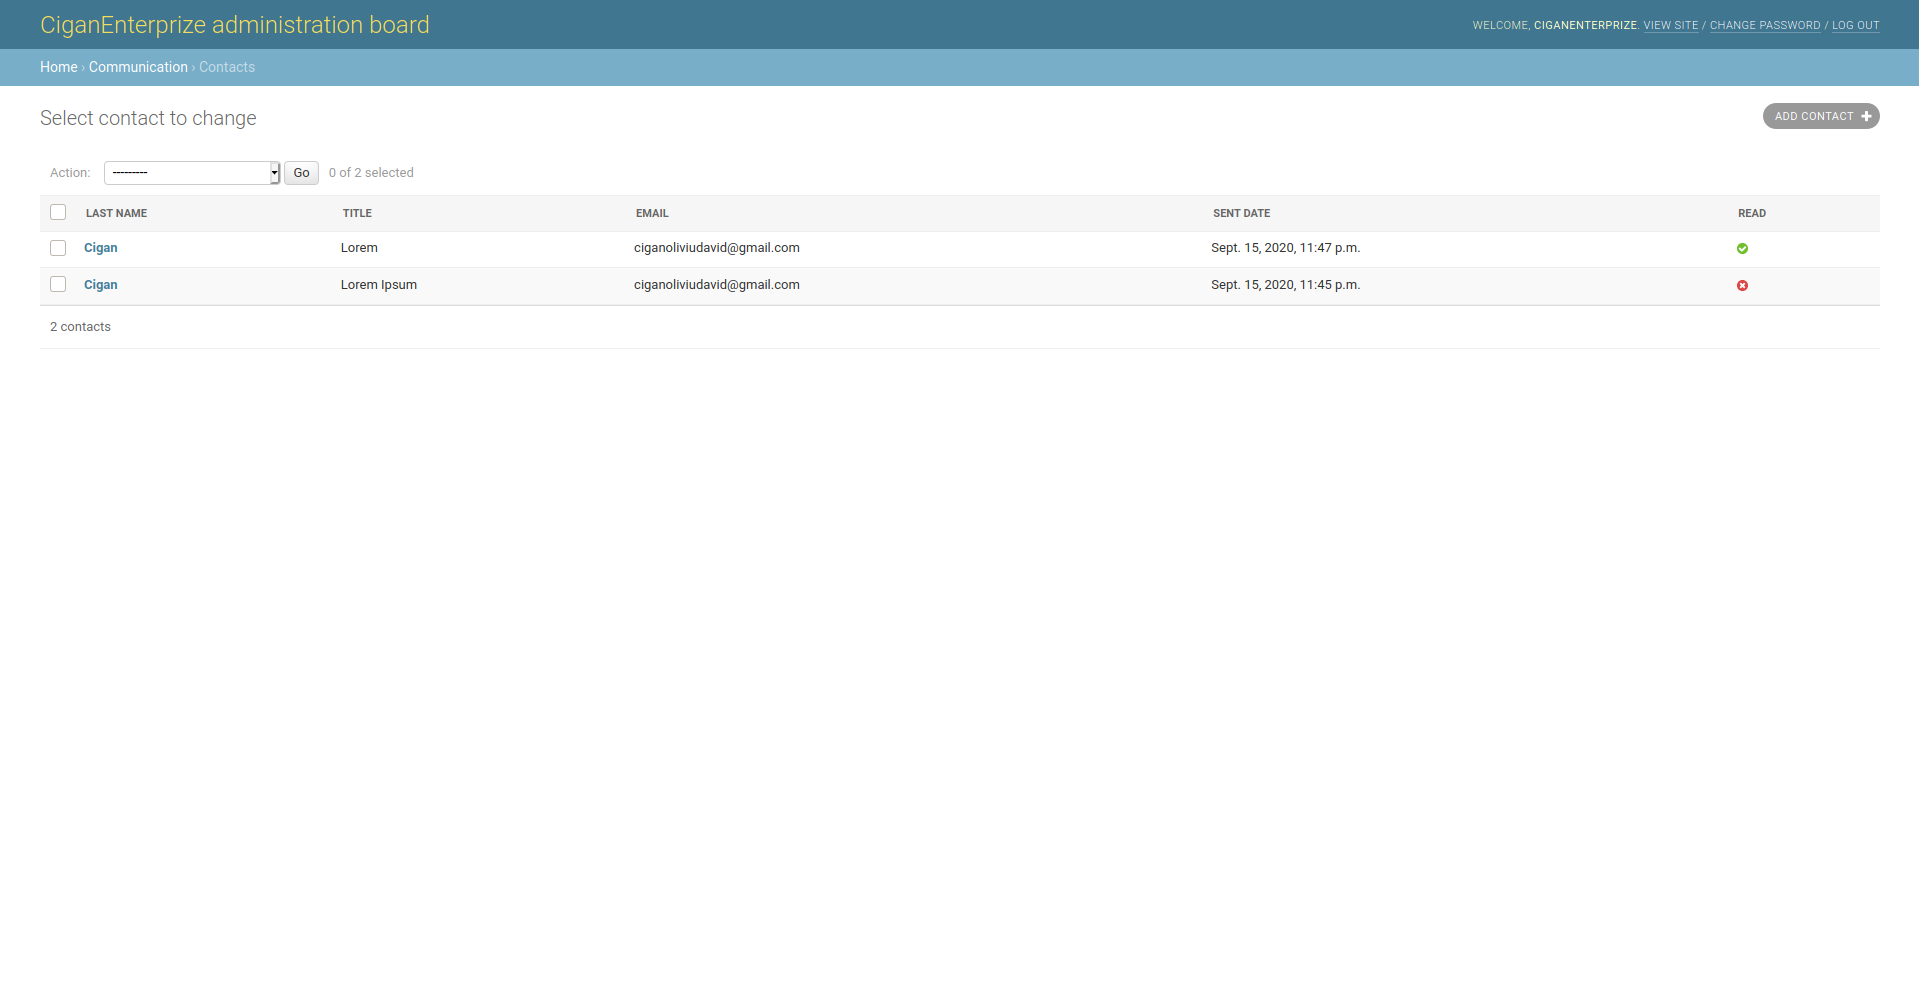 CiganEnterprize administration board
WELCOME, CIGANENTERPRIZE. VIEW SITE / CHANGE PASSWORD / LOG OUT
Home › Communication › Contacts
Select contact to change
ADD CONTACT
Action: --------- Go 0 of 2 selected
LAST NAME TITLE EMAIL SENT DATE READ
Cigan Lorem ciganoliviudavid@gmail.com Sept. 15, 2020, 11:47 p.m.
Cigan Lorem Ipsum ciganoliviudavid@gmail.com Sept. 15, 2020, 11:45 p.m.
2 contacts